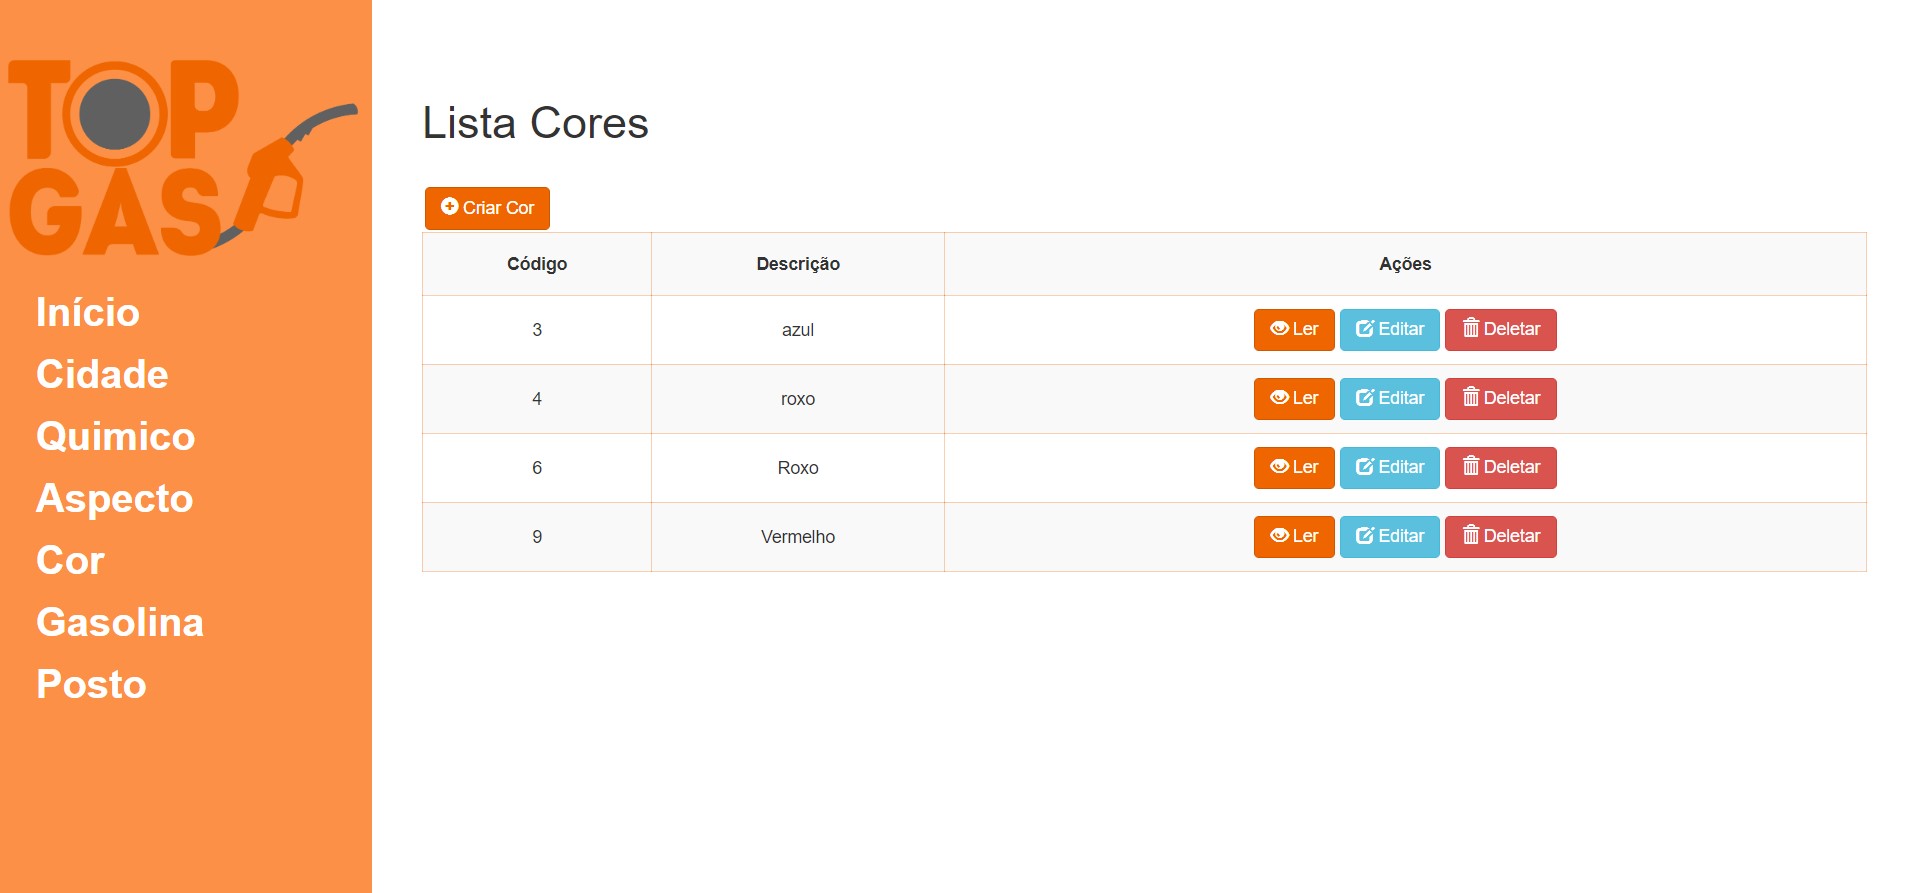 TOP
GAS
Início
Cidade
Quimico
Aspecto
Cor
Gasolina
Posto
Lista Cores
Criar Cor
Código Descrição Ações
3 azul Ler Editar Deletar
4 roxo Ler Editar Deletar
6 Roxo Ler Editar Deletar
9 Vermelho Ler Editar Deletar